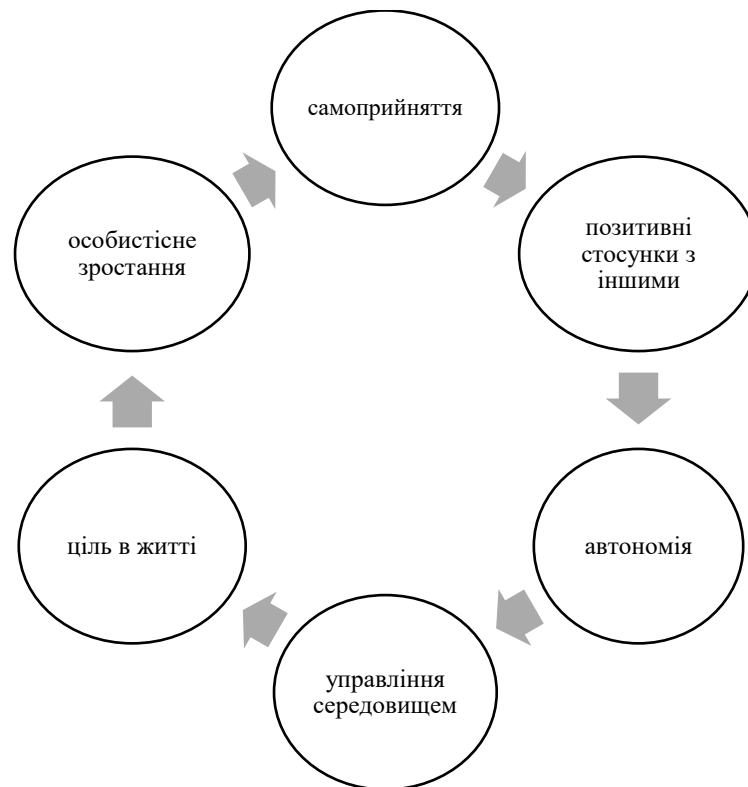 самоприйняття
позитивні
стосунки з
іншими
автономія
управління
середовищем
ціль в житті
особистісне
зростання